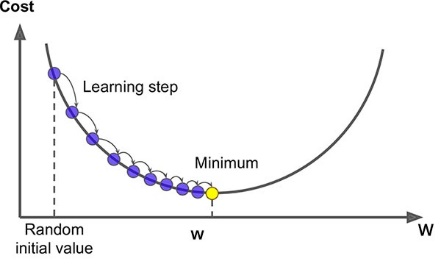 Cost
Learning step
Minimum
Random
initial value
w
W